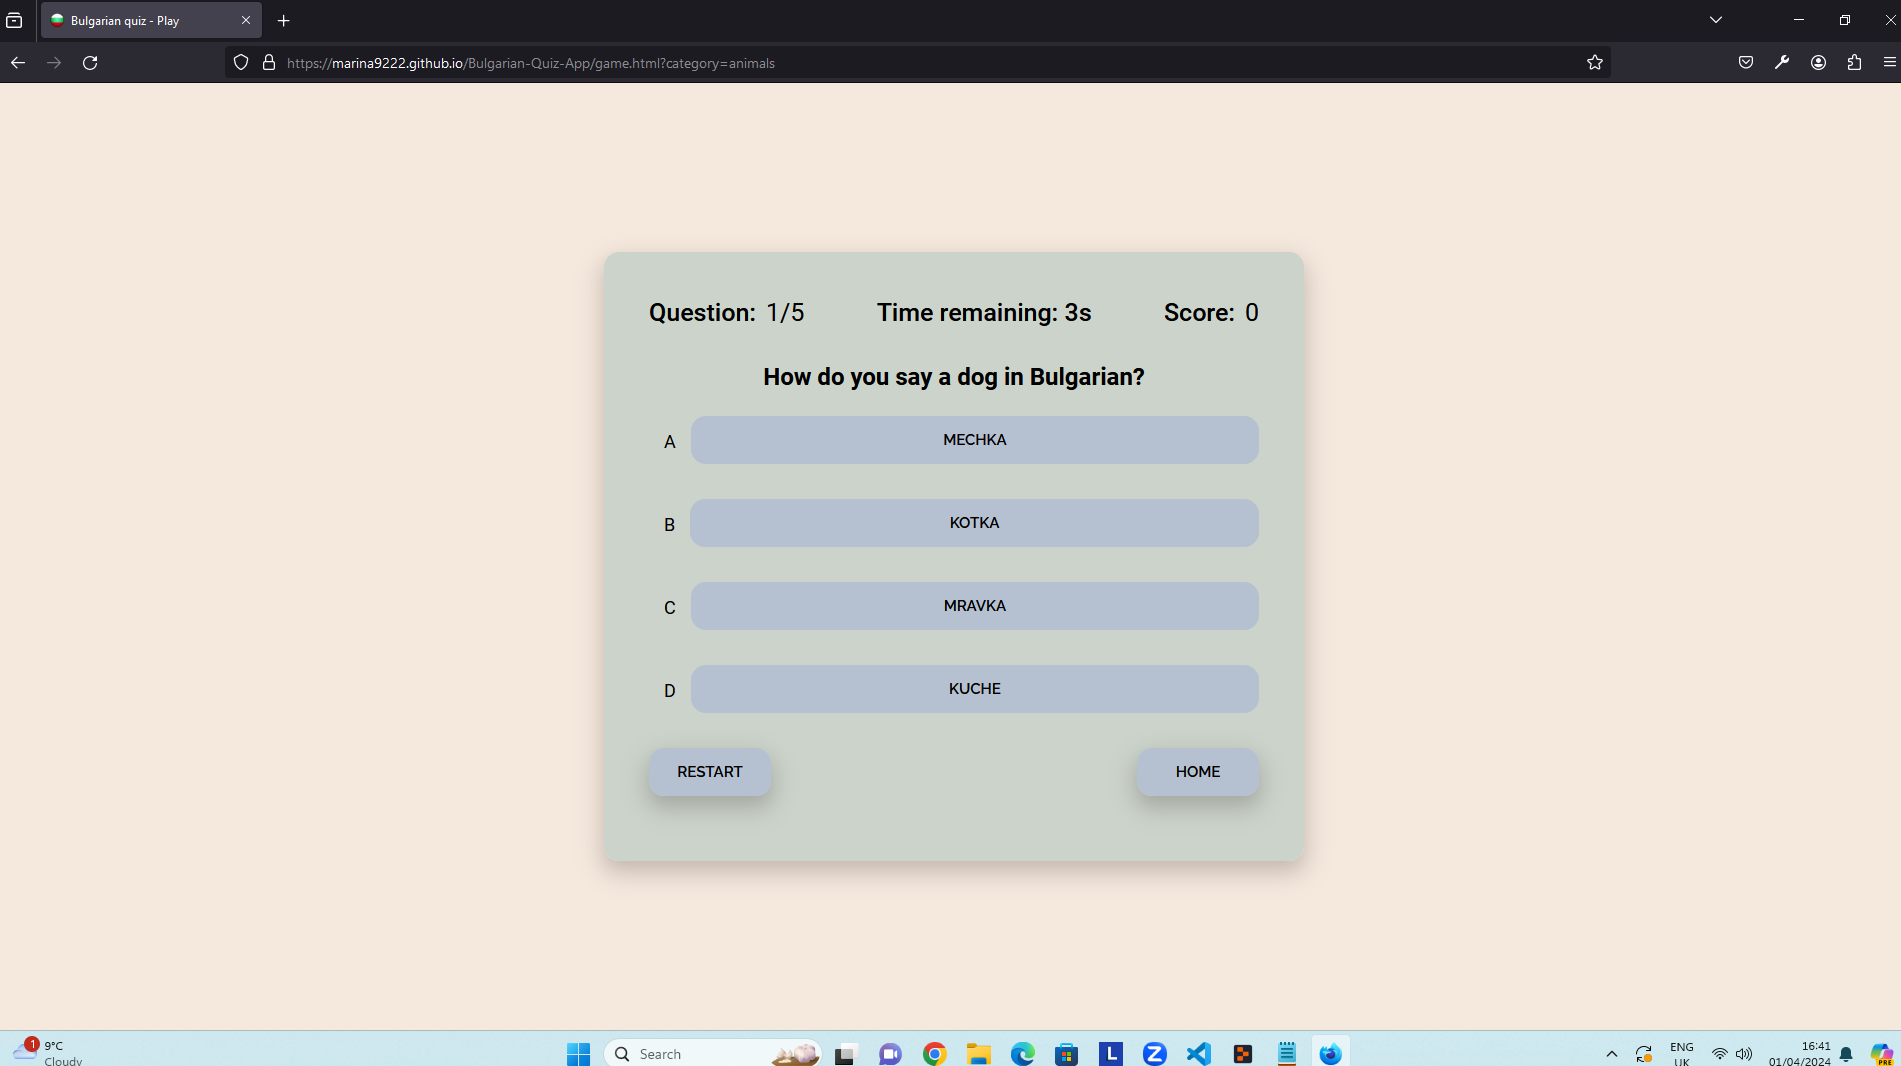 Bulgarian quiz - Play
https://marina9222.github.io/Bulgarian-Quiz-App/game.html?category=animals
Question: 1/5 Time remaining: 3s Score: 0
How do you say a dog in Bulgarian?
A MECHKA
B KOTKA
C MRAVKA
D KUCHE
RESTART HOME
1 9°C
Cloudy
Search
L
Z
ENG
UK
16:41
01/04/2024
PRE